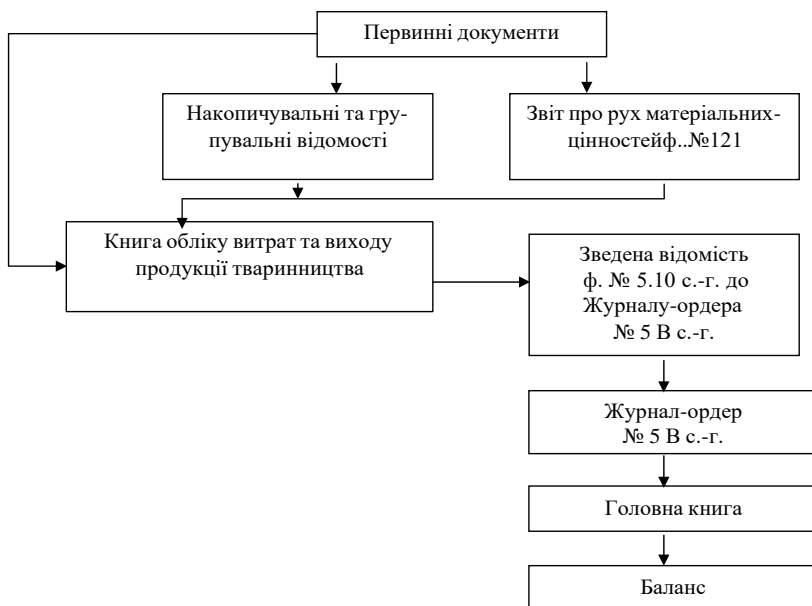 Первинні документи
Накопичувальні та гру-
пувальні відомості
Звіт про рух матеріальних-
цінностейф..№121
Книга обліку витрат та виходу
продукції тваринництва
Зведена відомість
ф. № 5.10 с.-г. до
Журналу-ордера
№ 5 В с.-г.
Журнал-ордер
№ 5 В с.-г.
Головна книга
Баланс